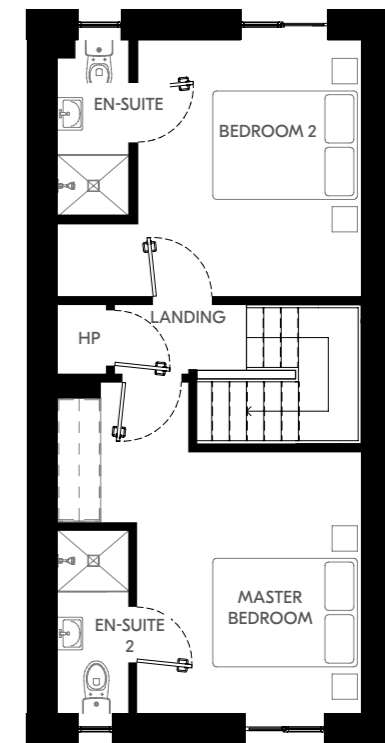 EN-SUITE
BEDROOM 2
LANDING
HP
MASTER
BEDROOM
EN-SUITE
2